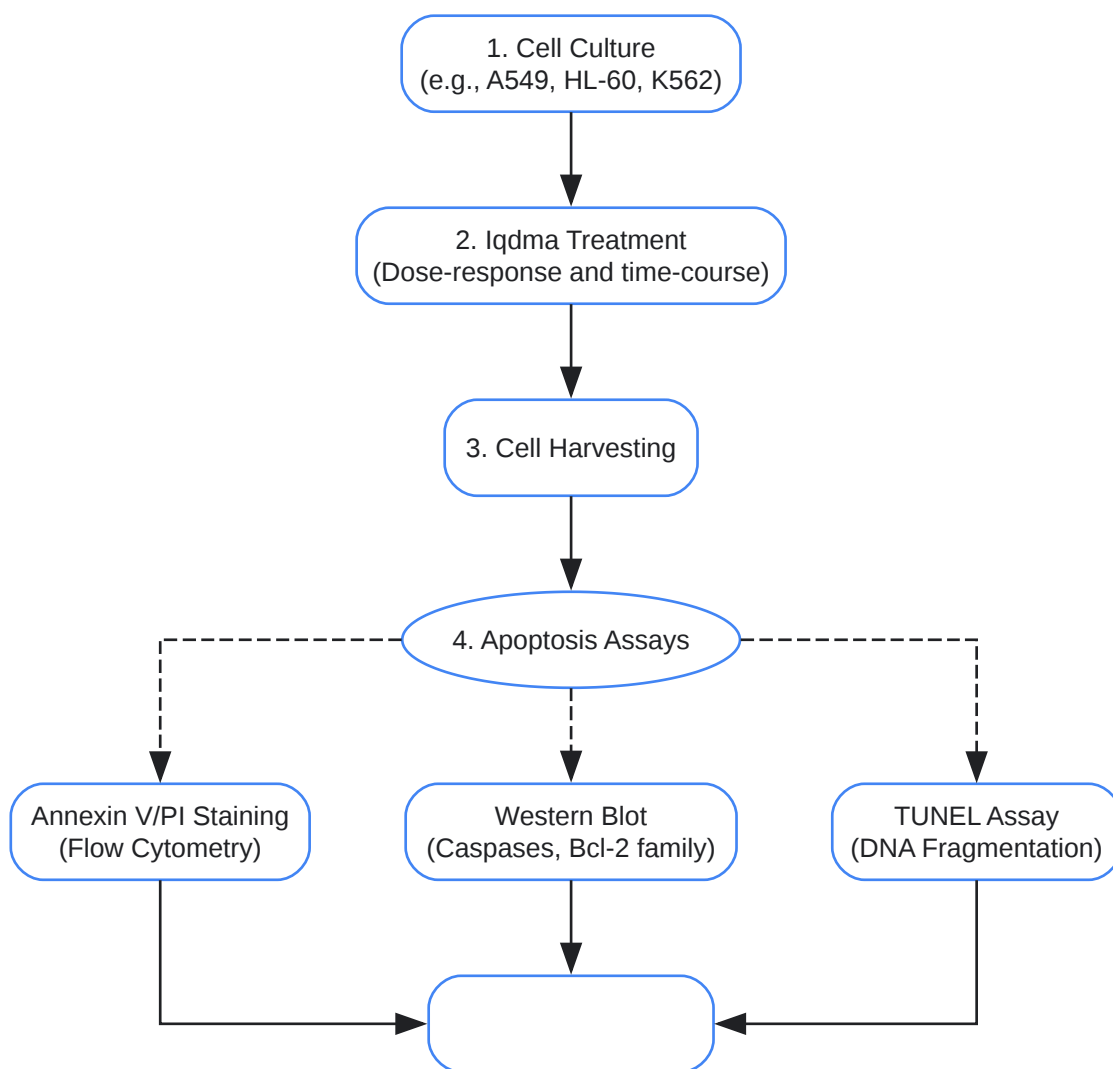 1. Cell Culture
(e.g., A549, HL-60, K562)
2. Iqdma Treatment
(Dose-response and time-course)
3. Cell Harvesting
4. Apoptosis Assays
Annexin V/PI Staining
(Flow Cytometry)
Western Blot
(Caspases, Bcl-2 family)
TUNEL Assay
(DNA Fragmentation)